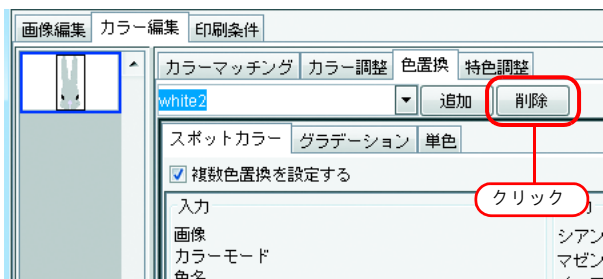 画像編集 カラー編集 印刷条件
カラーマッチング カラー調整 色置換 特色調整
white2 追加 削除
スポットカラー グラデーション 単色
複数色置換を設定する
クリック
入力
画像 シアン
カラーモード マゼン
色名